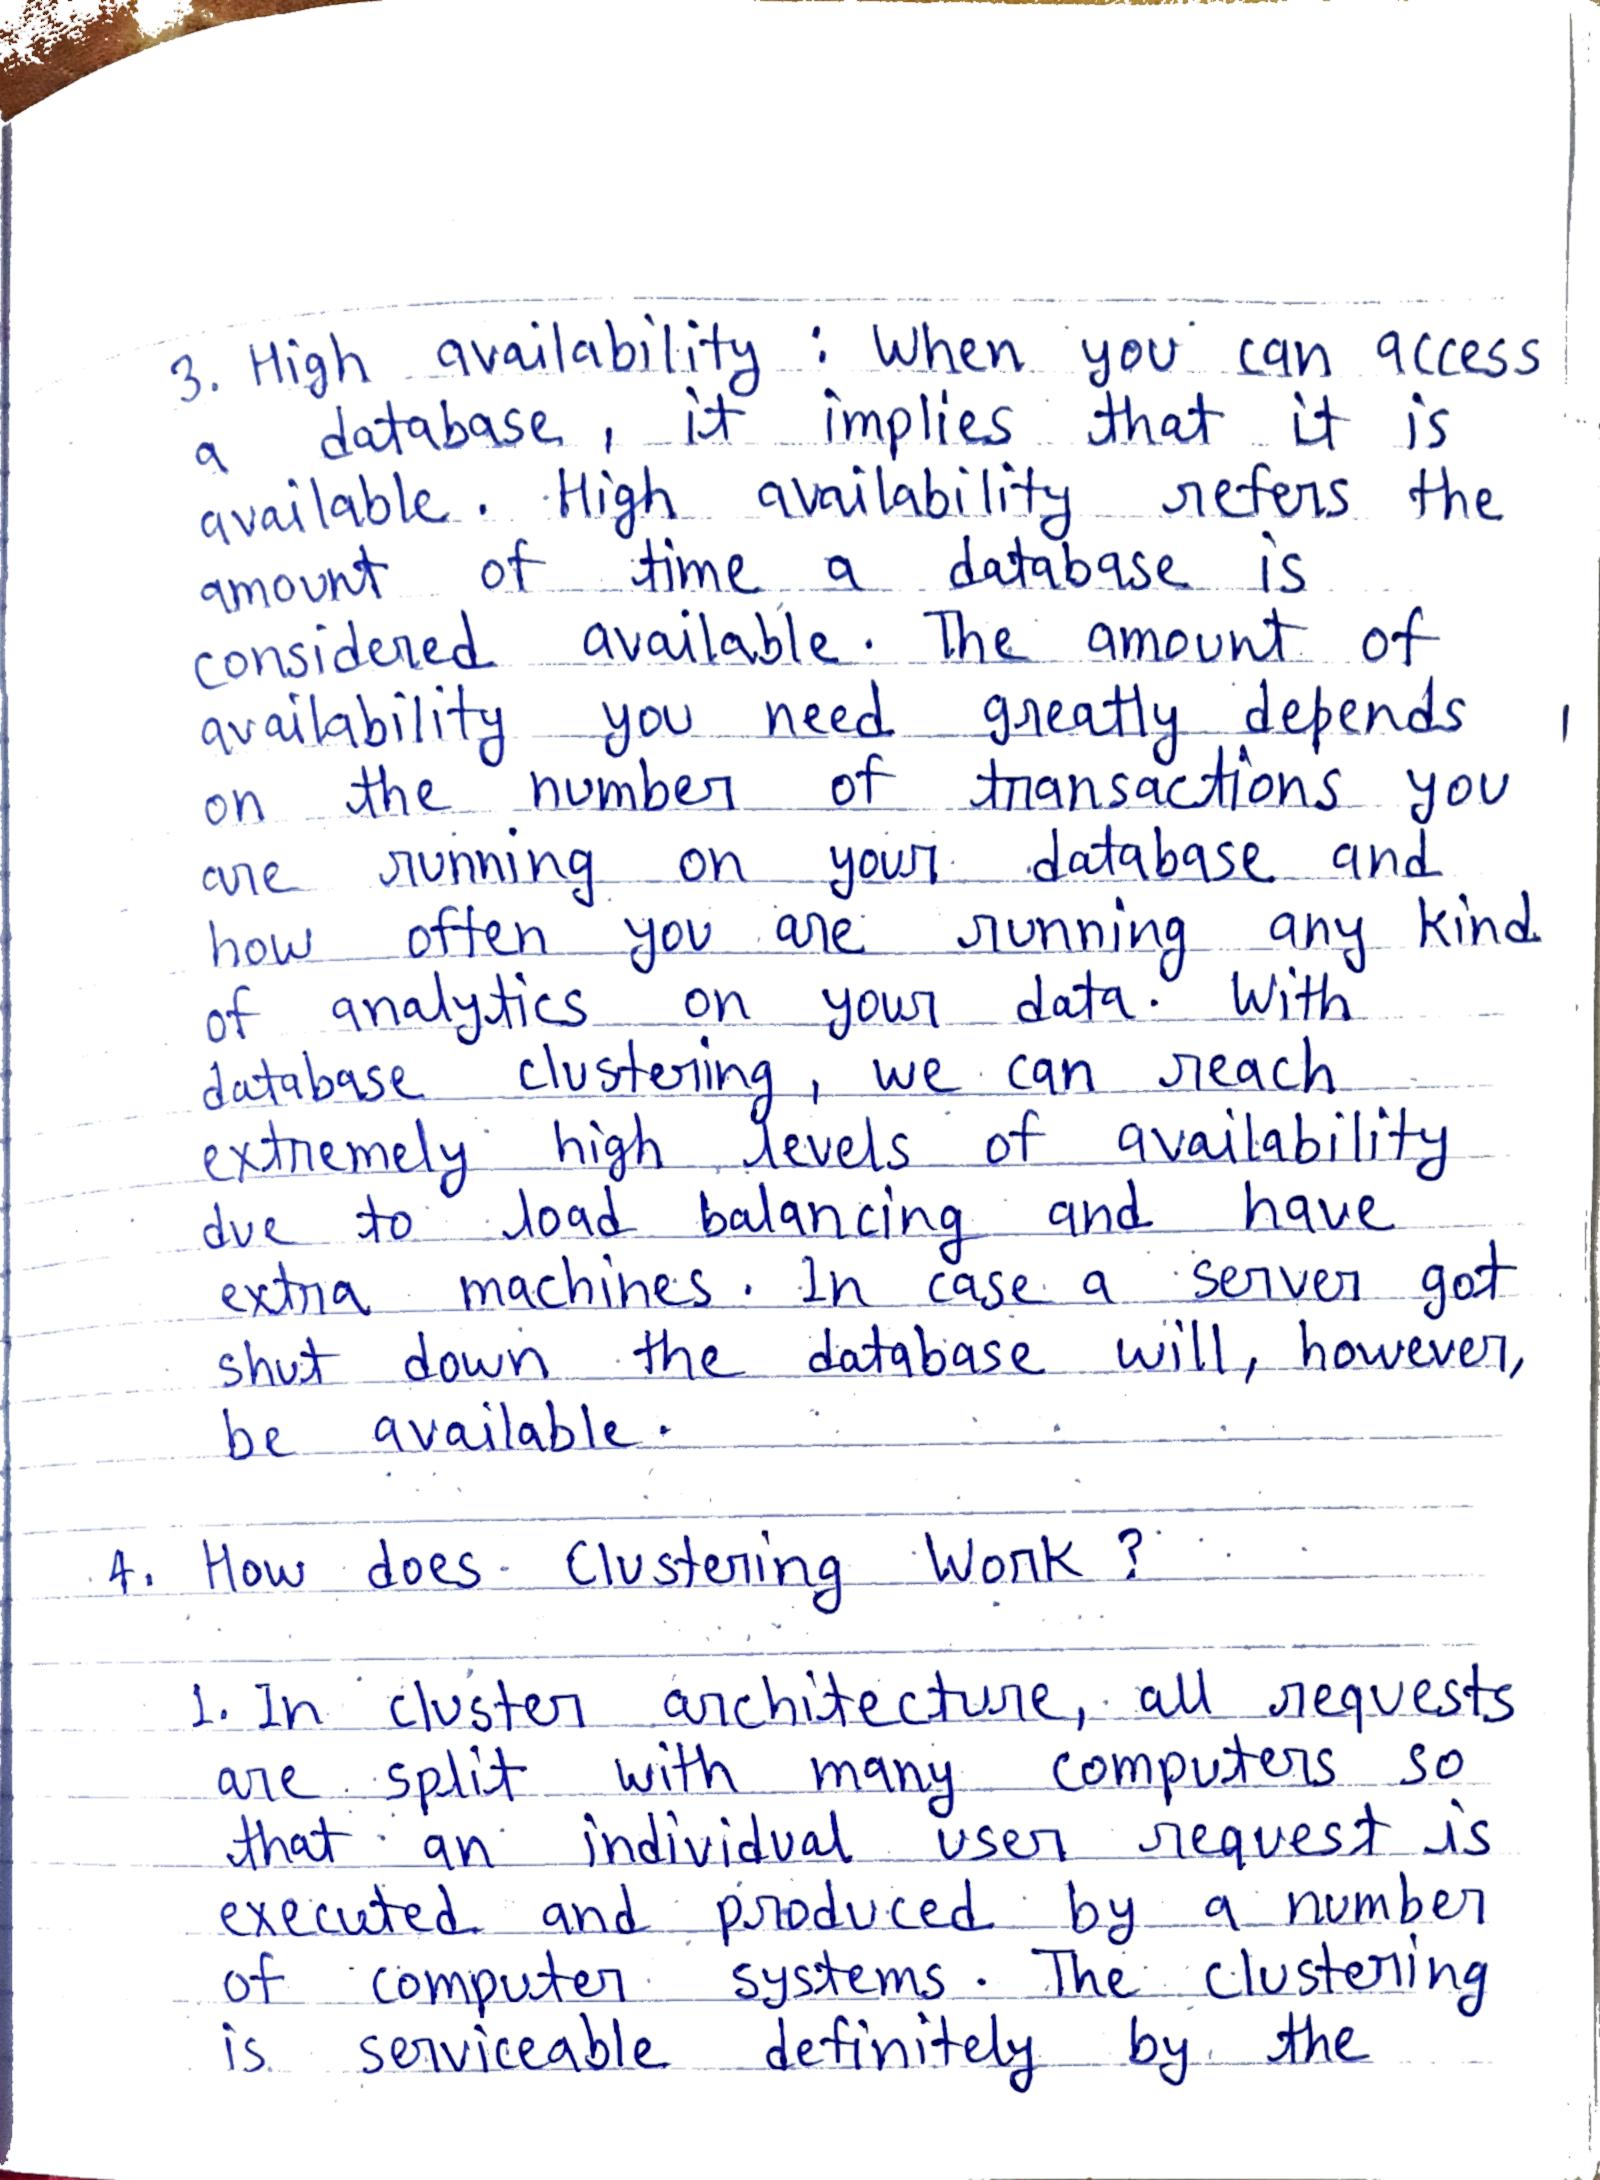 3. High availability : When you can access
a database, it implies that it is
available. High availability refers the
amount of time a database is
considered available. The amount of
availability you need greatly depends
on the number of transactions you
are running on your database and
how often you are running any kind
of analytics on your data. With
database clustering, we can reach
extremely high levels of availability
due to load balancing and have
extra machines. In case a server got
shut down the database will, however,
be available.
4. How does Clustering Work ?
1. In cluster architecture, all requests
are split with many computers so
that an individual user request is
executed and produced by a number
of computer systems. The clustering
is serviceable definitely by the